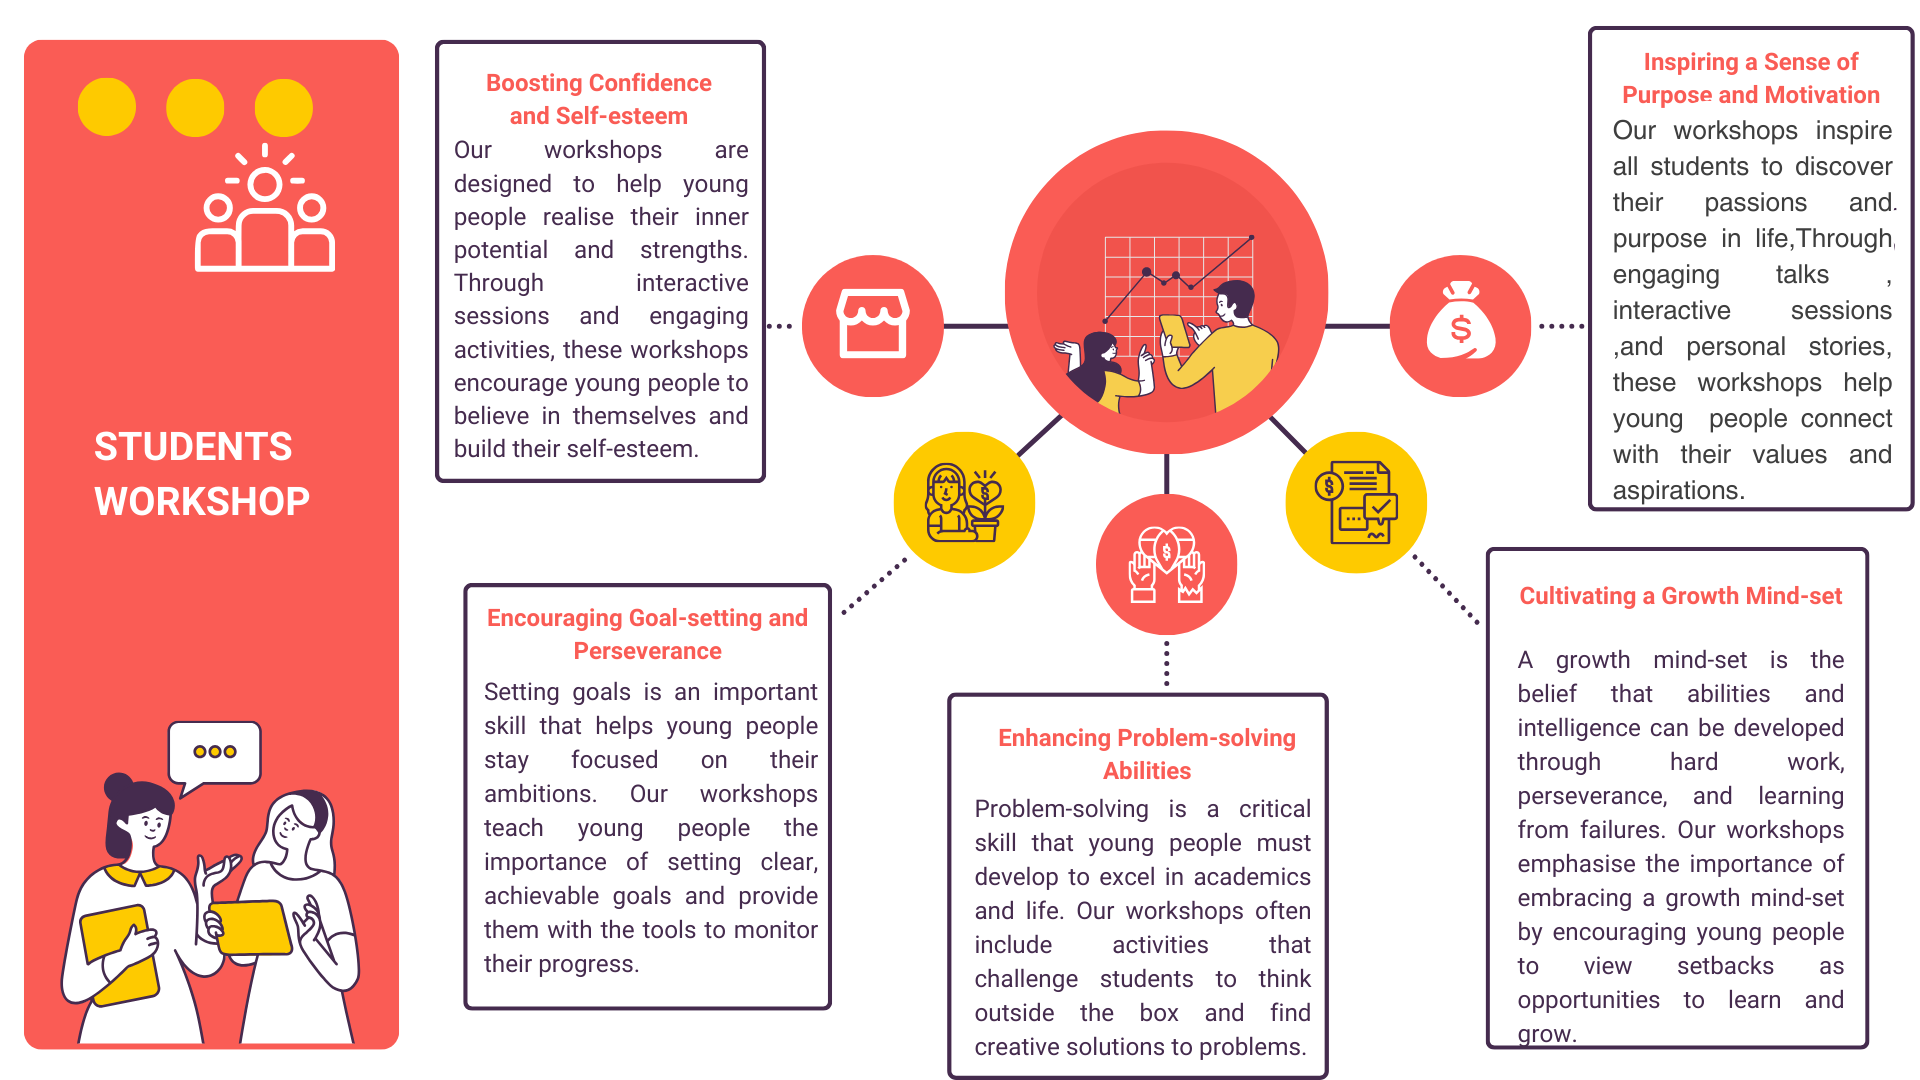 STUDENTS
WORKSHOP
Boosting Confidence
and Self-esteem
Our workshops are
designed to help young
people realise their inner
potential and strengths.
Through interactive
sessions and engaging
activities, these workshops
encourage young people to
believe in themselves and
build their self-esteem.
Encouraging Goal-setting and
Perseverance
Setting goals is an important
skill that helps young people
stay focused on their
ambitions. Our workshops
teach young people the
importance of setting clear,
achievable goals and provide
them with the tools to monitor
their progress.
Enhancing Problem-solving
Abilities
Problem-solving is a critical
skill that young people must
develop to excel in academics
and life. Our workshops often
include activities that
challenge students to think
outside the box and find
creative solutions to problems.
Cultivating a Growth Mind-set
A growth mind-set is the
belief that abilities and
intelligence can be developed
through hard work,
perseverance, and learning
from failures. Our workshops
emphasise the importance of
embracing a growth mind-set
by encouraging young people
to view setbacks as
opportunities to learn and
grow.
Inspiring a Sense of
Purpose and Motivation
Our workshops inspire
all students to discover
their passions and.
purpose in life,Through,
engaging talks ,
interactive sessions
,and personal stories,
these workshops help
young people connect
with their values and
aspirations.
$
$
$
$